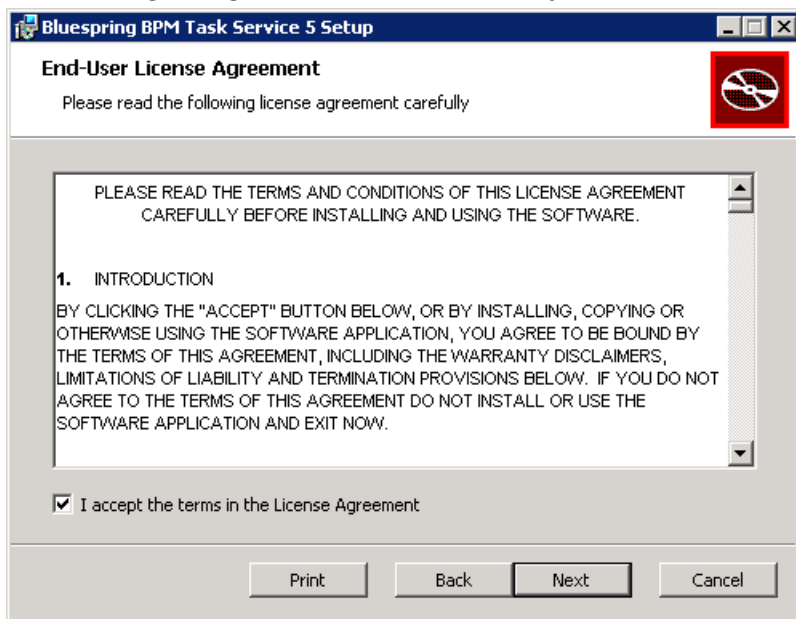 Bluespring BPM Task Service 5 Setup
End-User License Agreement
Please read the following license agreement carefully
PLEASE READ THE TERMS AND CONDITIONS OF THIS LICENSE AGREEMENT
CAREFULLY BEFORE INSTALLING AND USING THE SOFTWARE.
1. INTRODUCTION
BY CLICKING THE "ACCEPT" BUTTON BELOW, OR BY INSTALLING, COPYING OR
OTHERWISE USING THE SOFTWARE APPLICATION, YOU AGREE TO BE BOUND BY
THE TERMS OF THIS AGREEMENT, INCLUDING THE WARRANTY DISCLAIMERS,
LIMITATIONS OF LIABILITY AND TERMINATION PROVISIONS BELOW. IF YOU DO NOT
AGREE TO THE TERMS OF THIS AGREEMENT DO NOT INSTALL OR USE THE
SOFTWARE APPLICATION AND EXIT NOW.
I accept the terms in the License Agreement
Print Back Next Cancel